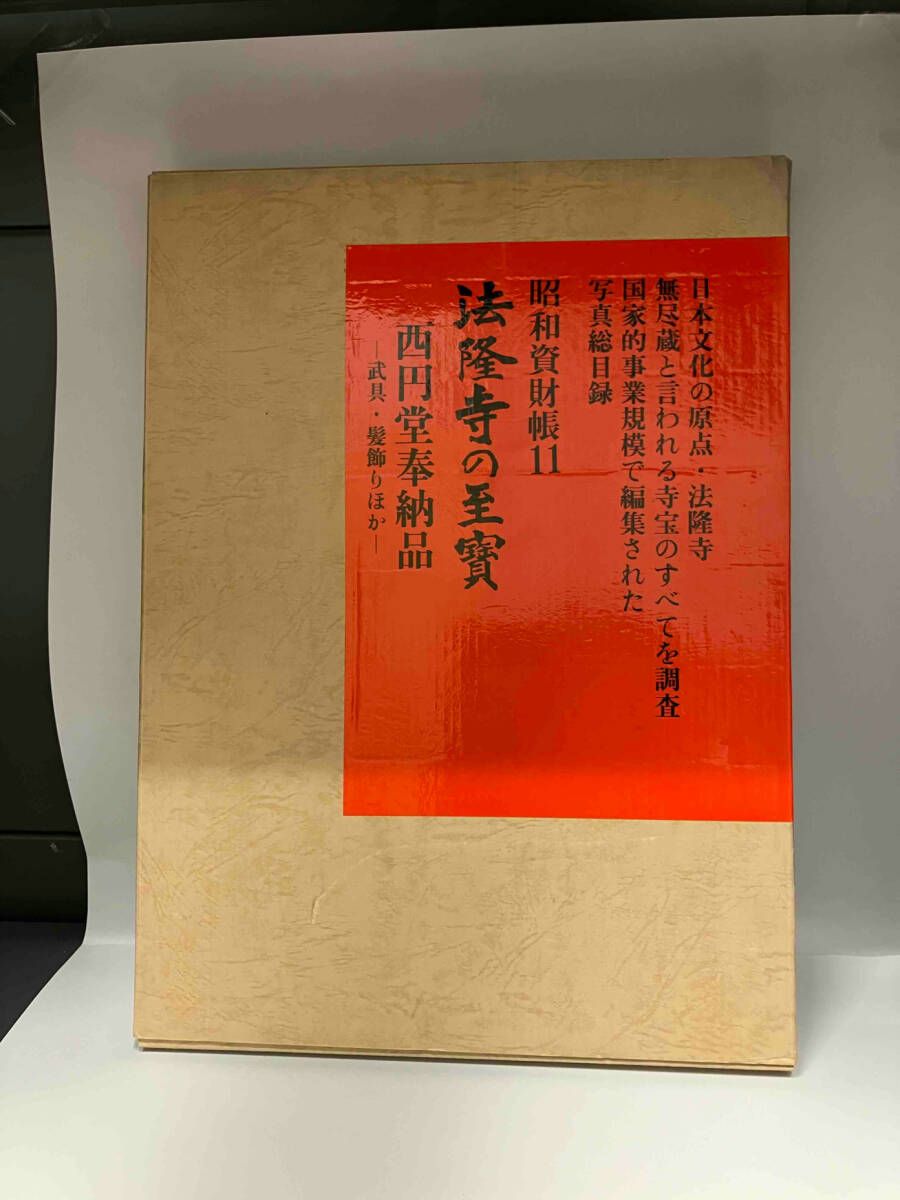 日本文化の原点・法隆寺
無尽蔵と言われる寺宝のすべてを調査
国家的事業規模で編集された
写真総目録
昭和資財帳11
法隆寺の至寳
西円堂奉納品
―武具・髪飾りほか―